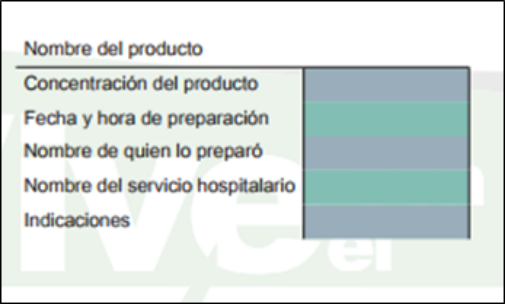 Nombre del producto
Concentración del producto
Fecha y hora de preparación
Nombre de quien lo preparó
Nombre del servicio hospitalario
Indicaciones